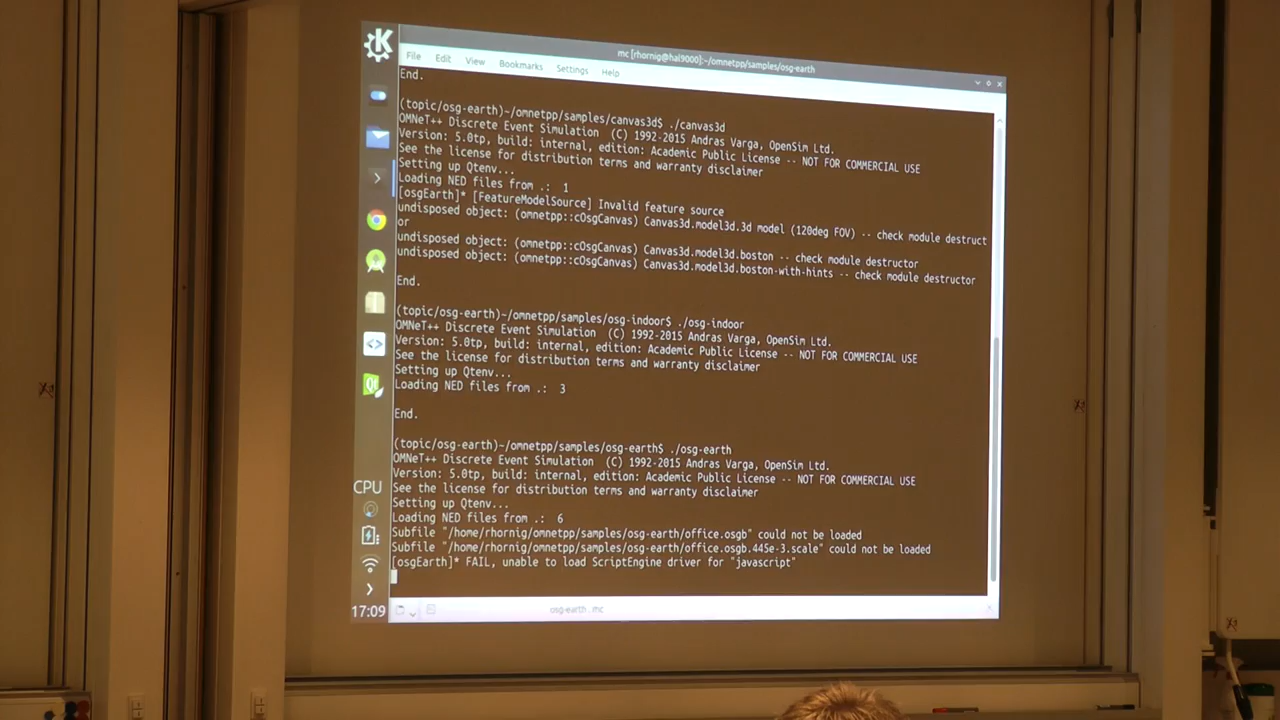 mc [rhornig@hal9000]:~/omnetpp/samples/osg-earth
File Edit View Bookmarks Settings Help
End.
(topic/osg-earth)~/omnetpp/samples/canvas3d$ ./canvas3d
OMNeT++ Discrete Event Simulation (C) 1992-2015 Andras Varga, OpenSim Ltd.
Version: 5.0tp, build: internal, edition: Academic Public License -- NOT FOR COMMERCIAL USE
See the license for distribution terms and warranty disclaimer
Setting up Qtenv...
Loading NED files from .: 1
[osgEarth]* [FeatureModelSource] Invalid feature source
undisposed object: (omnetpp::cOsgCanvas) Canvas3d.model3d.3d model (120deg FOV) -- check module destruct
or
undisposed object: (omnetpp::cOsgCanvas) Canvas3d.model3d.boston -- check module destructor
undisposed object: (omnetpp::cOsgCanvas) Canvas3d.model3d.boston-with-hints -- check module destructor
End.
(topic/osg-earth)~/omnetpp/samples/osg-indoor$ ./osg-indoor
OMNeT++ Discrete Event Simulation (C) 1992-2015 Andras Varga, OpenSim Ltd.
Version: 5.0tp, build: internal, edition: Academic Public License -- NOT FOR COMMERCIAL USE
See the license for distribution terms and warranty disclaimer
Setting up Qtenv...
Loading NED files from .: 3
End.
(topic/osg-earth)~/omnetpp/samples/osg-earth$ ./osg-earth
OMNeT++ Discrete Event Simulation (C) 1992-2015 Andras Varga, OpenSim Ltd.
Version: 5.0tp, build: internal, edition: Academic Public License -- NOT FOR COMMERCIAL USE
See the license for distribution terms and warranty disclaimer
Setting up Qtenv...
Loading NED files from .: 6
Subfile "/home/rhornig/omnetpp/samples/osg-earth/office.osgb" could not be loaded
Subfile "/home/rhornig/omnetpp/samples/osg-earth/office.osgb.445e-3.scale" could not be loaded
[osgEarth]* FAIL, unable to load ScriptEngine driver for "javascript"
CPU
17:09
osg-earth : mc